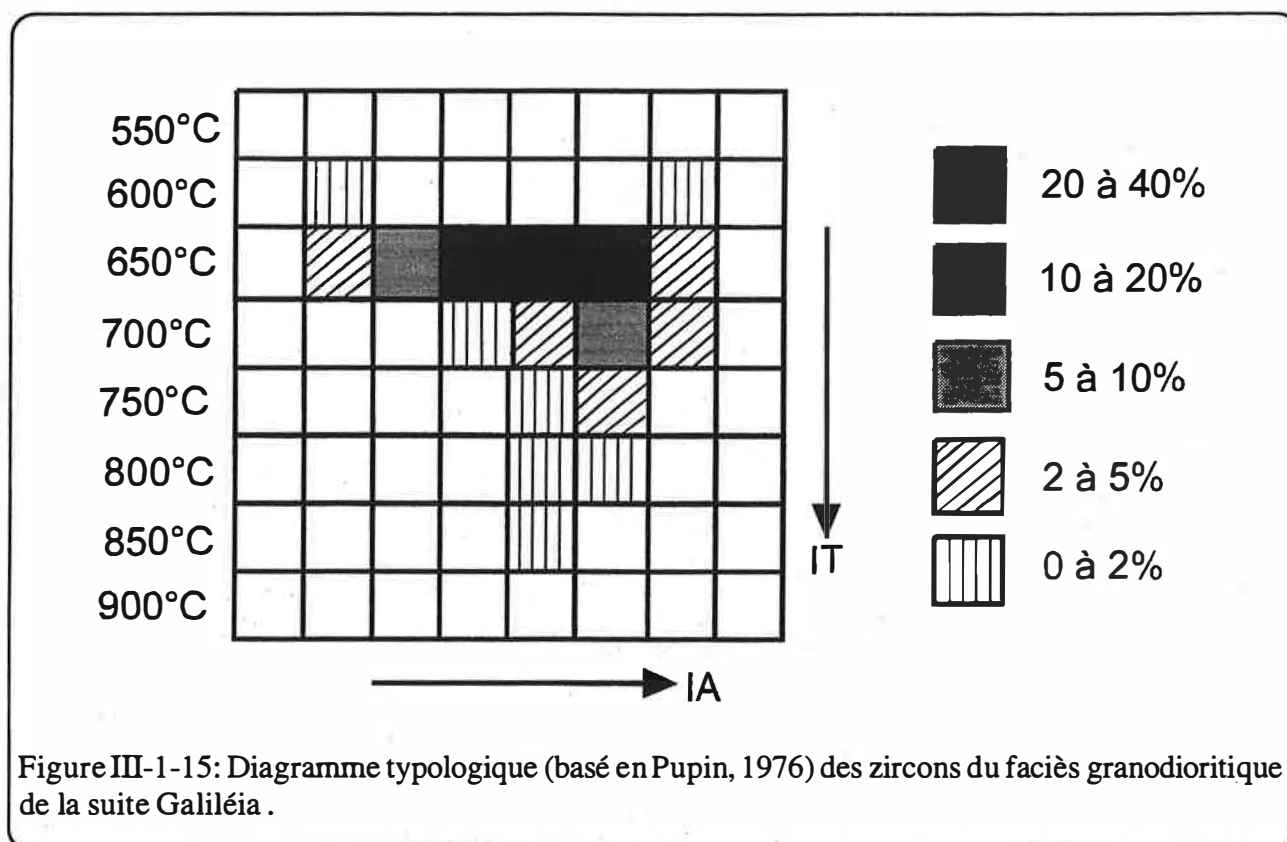 550°C
600°C
650°C
700°C
750°C
800°C
850°C
900°C
IA
IT
20 à 40%
10 à 20%
5 à 10%
2 à 5%
0 à 2%
Figure III-1-15: Diagramme typologique (basé en Pupin, 1976) des zircons du faciès granodioritique
de la suite Galiléia .